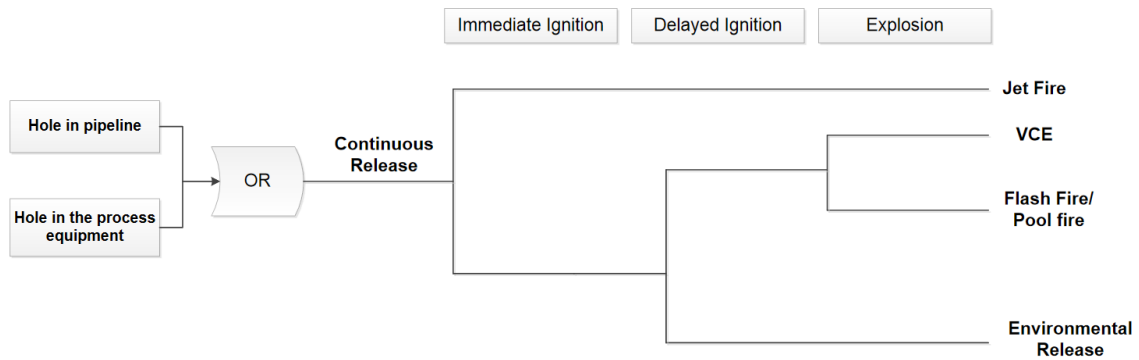 Immediate Ignition
Delayed Ignition
Explosion
Jet Fire
Hole in pipeline
VCE
Continuous
Release
OR
Hole in the process
equipment
Flash Fire/
Pool fire
Environmental
Release